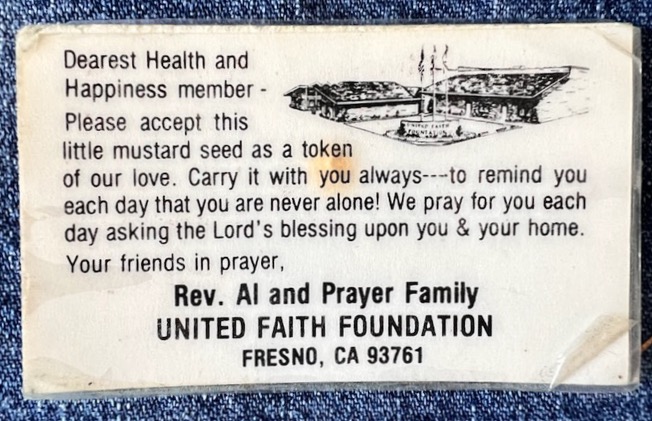 Dearest Health and
Happiness member -
Please accept this
little mustard seed as a token
of our love. Carry it with you always---to remind you
each day that you are never alone! We pray for you each
day asking the Lord's blessing upon you & your home.
Your friends in prayer,
Rev. Al and Prayer Family
UNITED FAITH FOUNDATION
FRESNO, CA 93761
UNITED FAITH
FOUNDATION